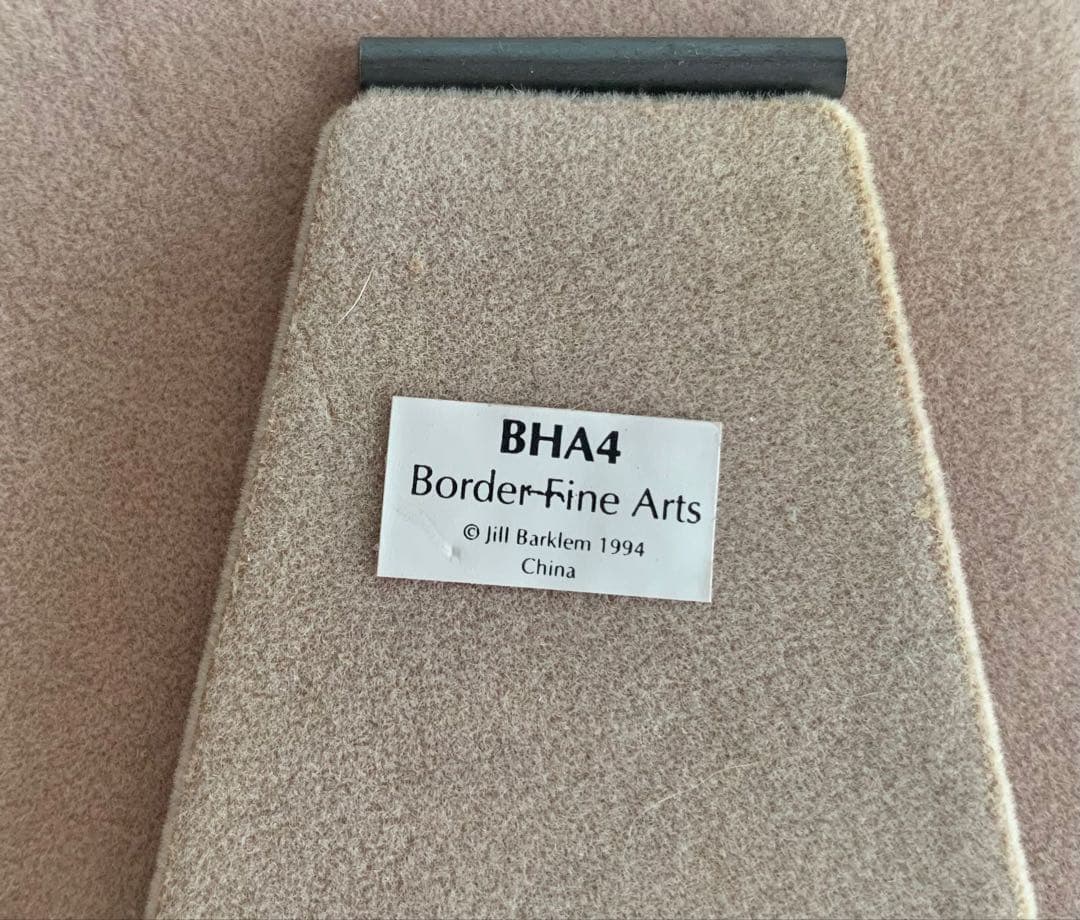 BHA4
Border Fine Arts
© Jill Barklem 1994
China